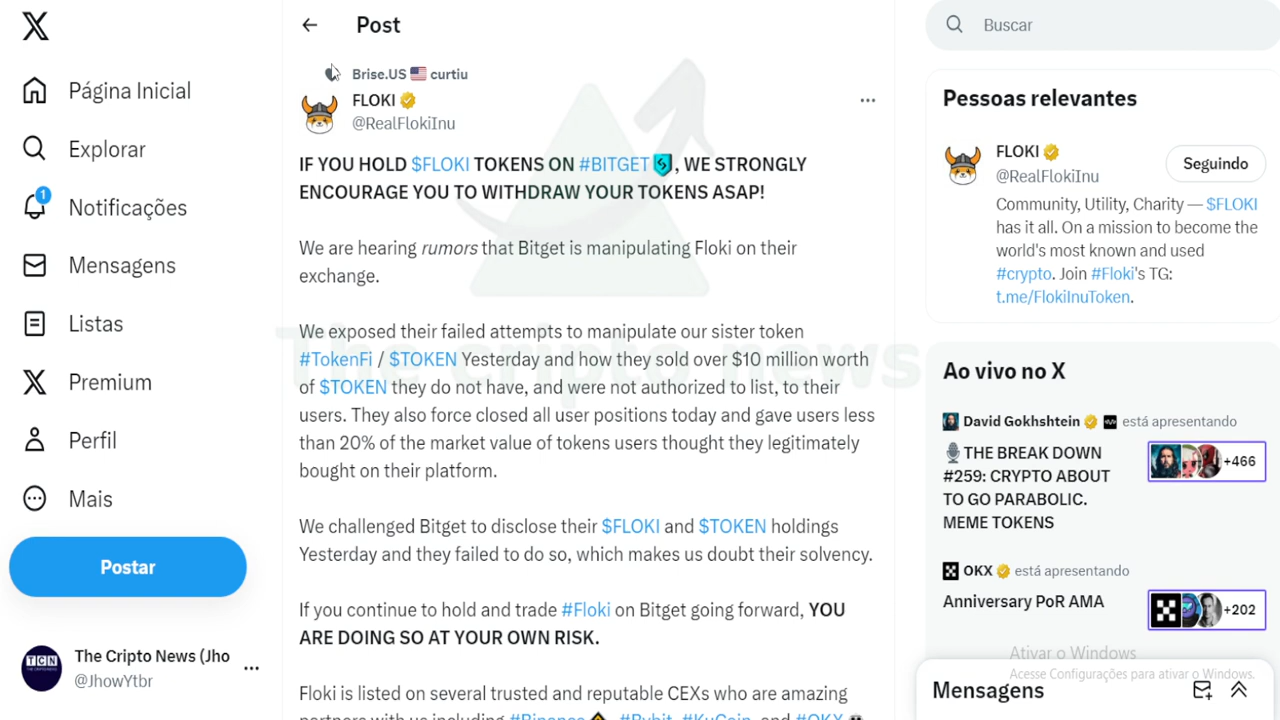 Página Inicial
Explorar
1
Notificações
Mensagens
Listas
Premium
Perfil
Mais
Postar
The Cripto News (Jho
@JhowYtbr
Post
Brise.US 🇺🇸 curtiu
FLOKI
@RealFlokiInu
IF YOU HOLD $FLOKI TOKENS ON #BITGET, WE STRONGLY
ENCOURAGE YOU TO WITHDRAW YOUR TOKENS ASAP!
We are hearing rumors that Bitget is manipulating Floki on their
exchange.
We exposed their failed attempts to manipulate our sister token
#TokenFi / $TOKEN Yesterday and how they sold over $10 million worth
of $TOKEN they do not have, and were not authorized to list, to their
users. They also force closed all user positions today and gave users less
than 20% of the market value of tokens users thought they legitimately
bought on their platform.
We challenged Bitget to disclose their $FLOKI and $TOKEN holdings
Yesterday and they failed to do so, which makes us doubt their solvency.
If you continue to hold and trade #Floki on Bitget going forward, YOU
ARE DOING SO AT YOUR OWN RISK.
Floki is listed on several trusted and reputable CEXs who are amazing
partners with us including #Binance, #Bybit, #KuCoin, and #OKX
The cripto news
Buscar
Pessoas relevantes
FLOKI
@RealFlokiInu
Seguindo
Community, Utility, Charity — $FLOKI
has it all. On a mission to become the
world's most known and used
#crypto. Join #Floki's TG:
t.me/FlokiInuToken.
Ao vivo no X
David Gokhshtein está apresentando
🎙️THE BREAK DOWN
#259: CRYPTO ABOUT
TO GO PARABOLIC.
MEME TOKENS
+466
OKX está apresentando
Anniversary PoR AMA
+202
Ativar o Windows
Acesse Configurações para ativar o Windows.
Mensagens